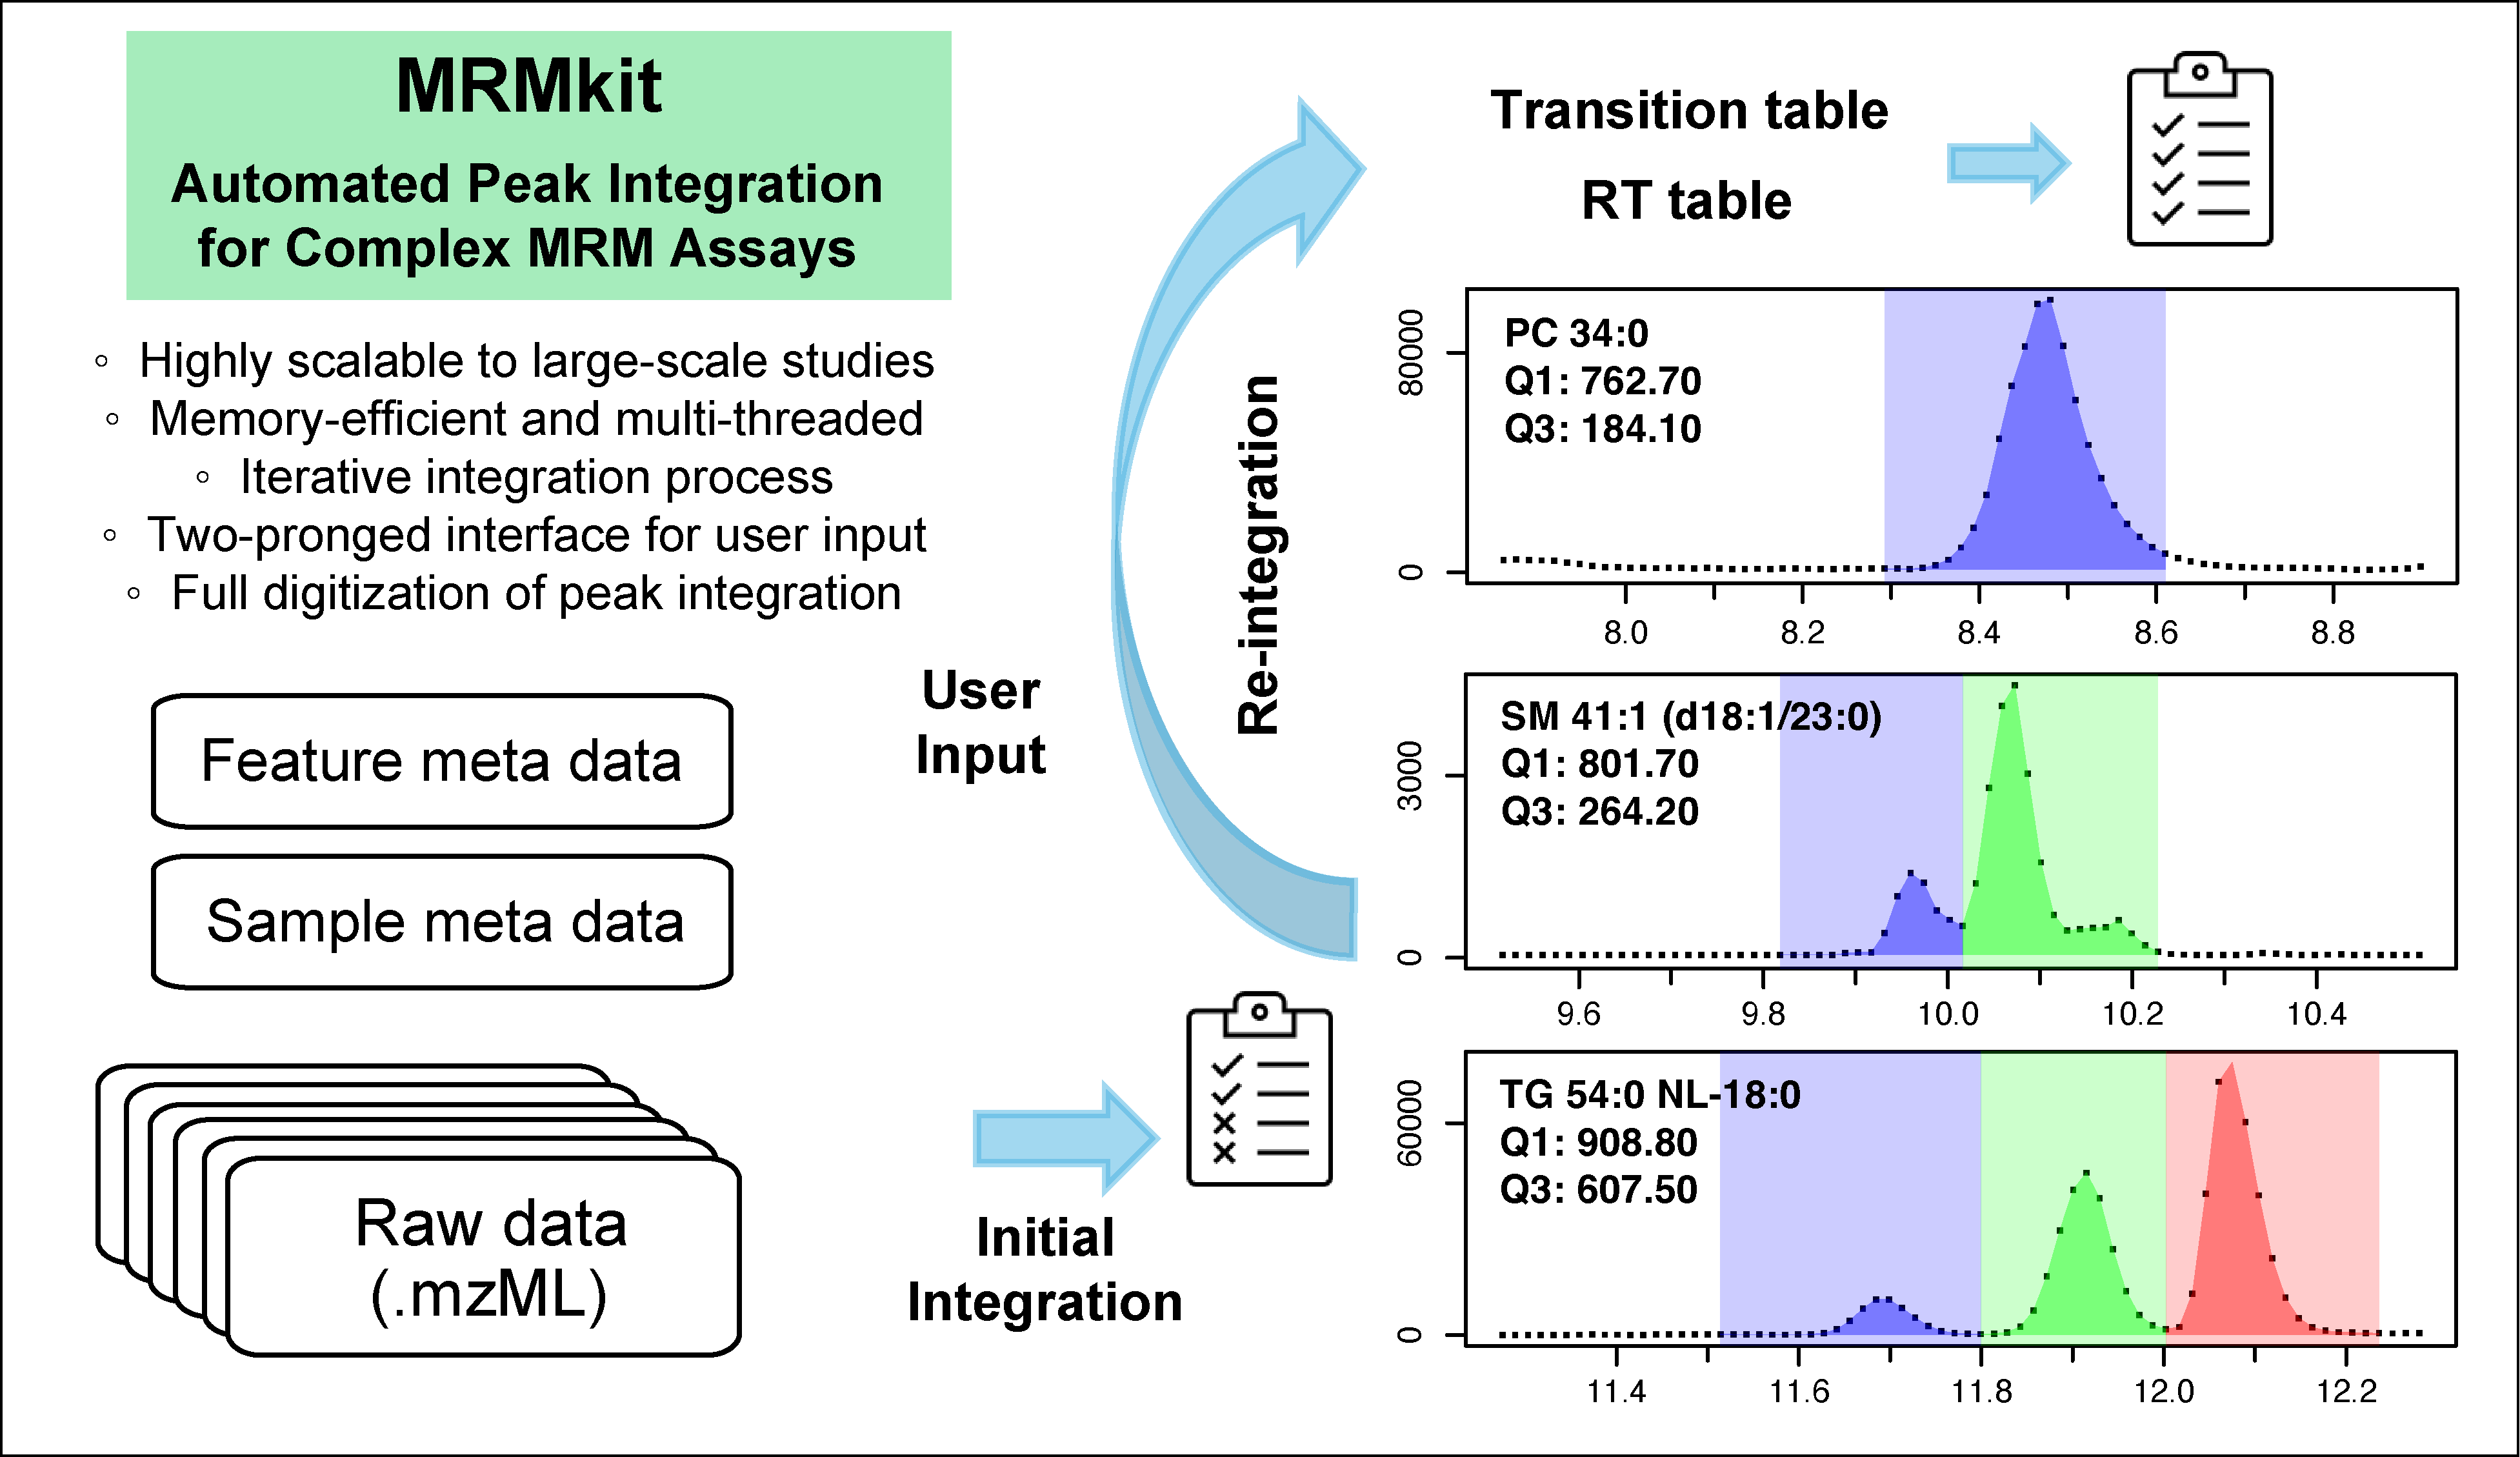 MRMkit
Automated Peak Integration
for Complex MRM Assays
◦ Highly scalable to large-scale studies
◦ Memory-efficient and multi-threaded
◦ Iterative integration process
◦ Two-pronged interface for user input
◦ Full digitization of peak integration
Feature meta data
Sample meta data
Raw data
(.mzML)
Initial
Integration
User
Input
Re-integration
Transition table
RT table
PC 34:0
Q1: 762.70
Q3: 184.10
80000
0
8.0 8.2 8.4 8.6 8.8
SM 41:1 (d18:1/23:0)
Q1: 801.70
Q3: 264.20
3000
0
9.6 9.8 10.0 10.2 10.4
TG 54:0 NL-18:0
Q1: 908.80
Q3: 607.50
60000
0
11.4 11.6 11.8 12.0 12.2